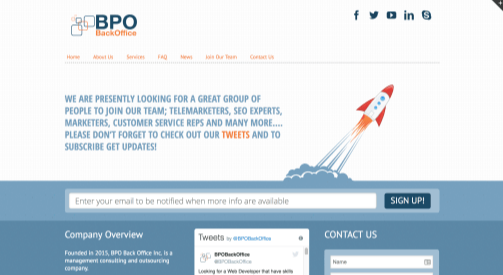 BPO
BackOffice
Home About Us Services FAQ News Join Our Team Contact Us
WE ARE PRESENTLY LOOKING FOR A GREAT GROUP OF
PEOPLE TO JOIN OUR TEAM; TELEMARKETERS, SEO EXPERTS,
MARKETERS, CUSTOMER SERVICE REPS AND MANY MORE....
PLEASE DON'T FORGET TO CHECK OUT OUR TWEETS AND TO
SUBSCRIBE GET UPDATES!
Enter your email to be notified when more info are available
SIGN UP!
Company Overview
Founded in 2015, BPO Back Office Inc. is a
management consulting and outsourcing
company.
Tweets by @BPOBackOffice
BPOBackOffice
@BPOBackOffice
Looking for a Web Developer that have skills
CONTACT US
Name